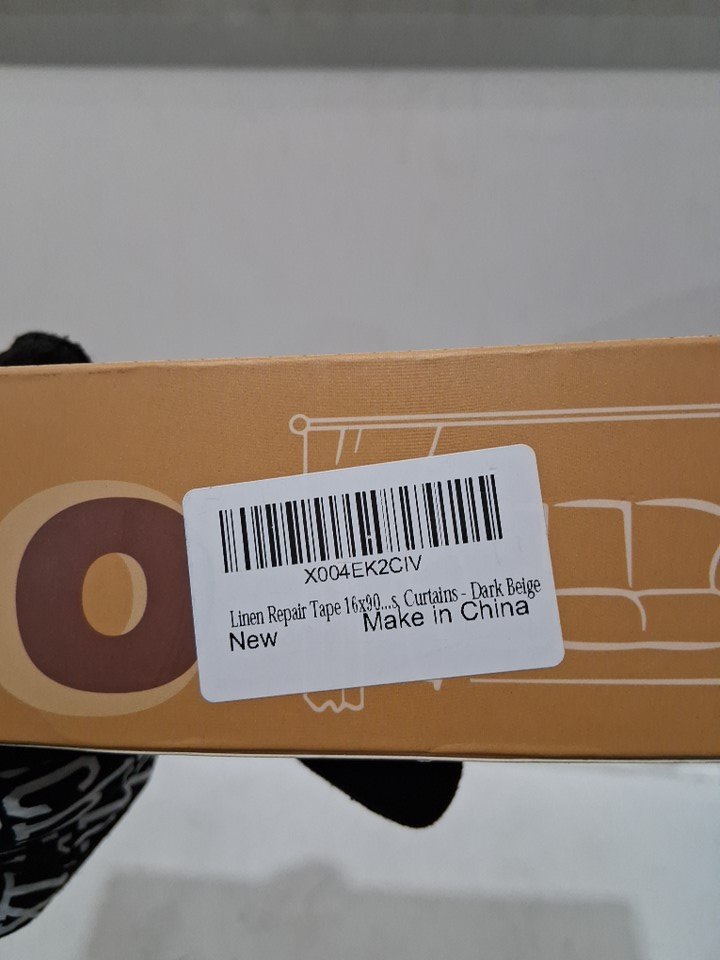 O
X004EK2CIV
Linen Repair Tape 16x90...s, Curtains - Dark Beige
New
Make in China